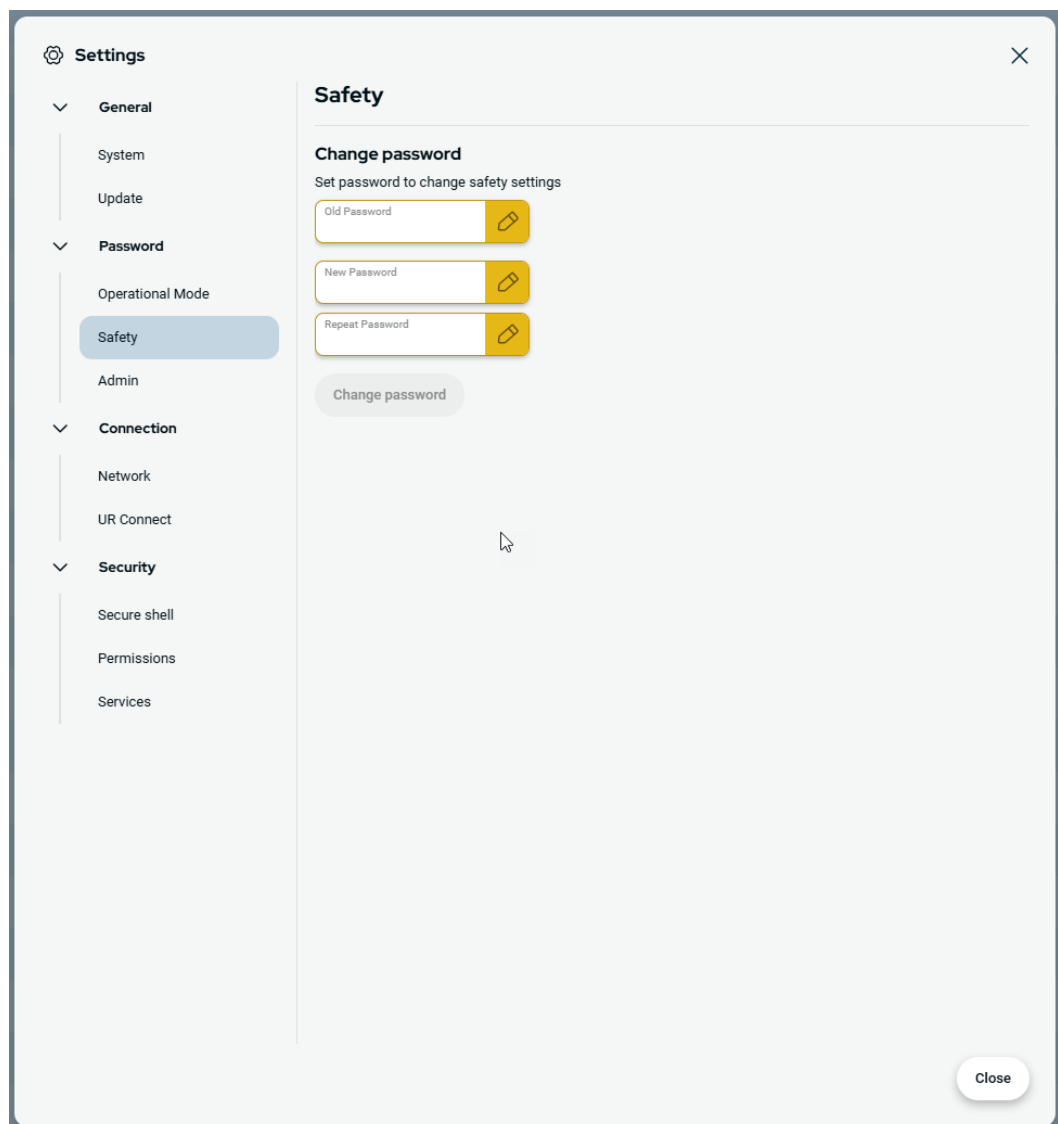 Settings
General
System
Update
Password
Operational Mode
Safety
Admin
Connection
Network
UR Connect
Security
Secure shell
Permissions
Services
Safety
Change password
Set password to change safety settings
Old Password
New Password
Repeat Password
Change password
Close